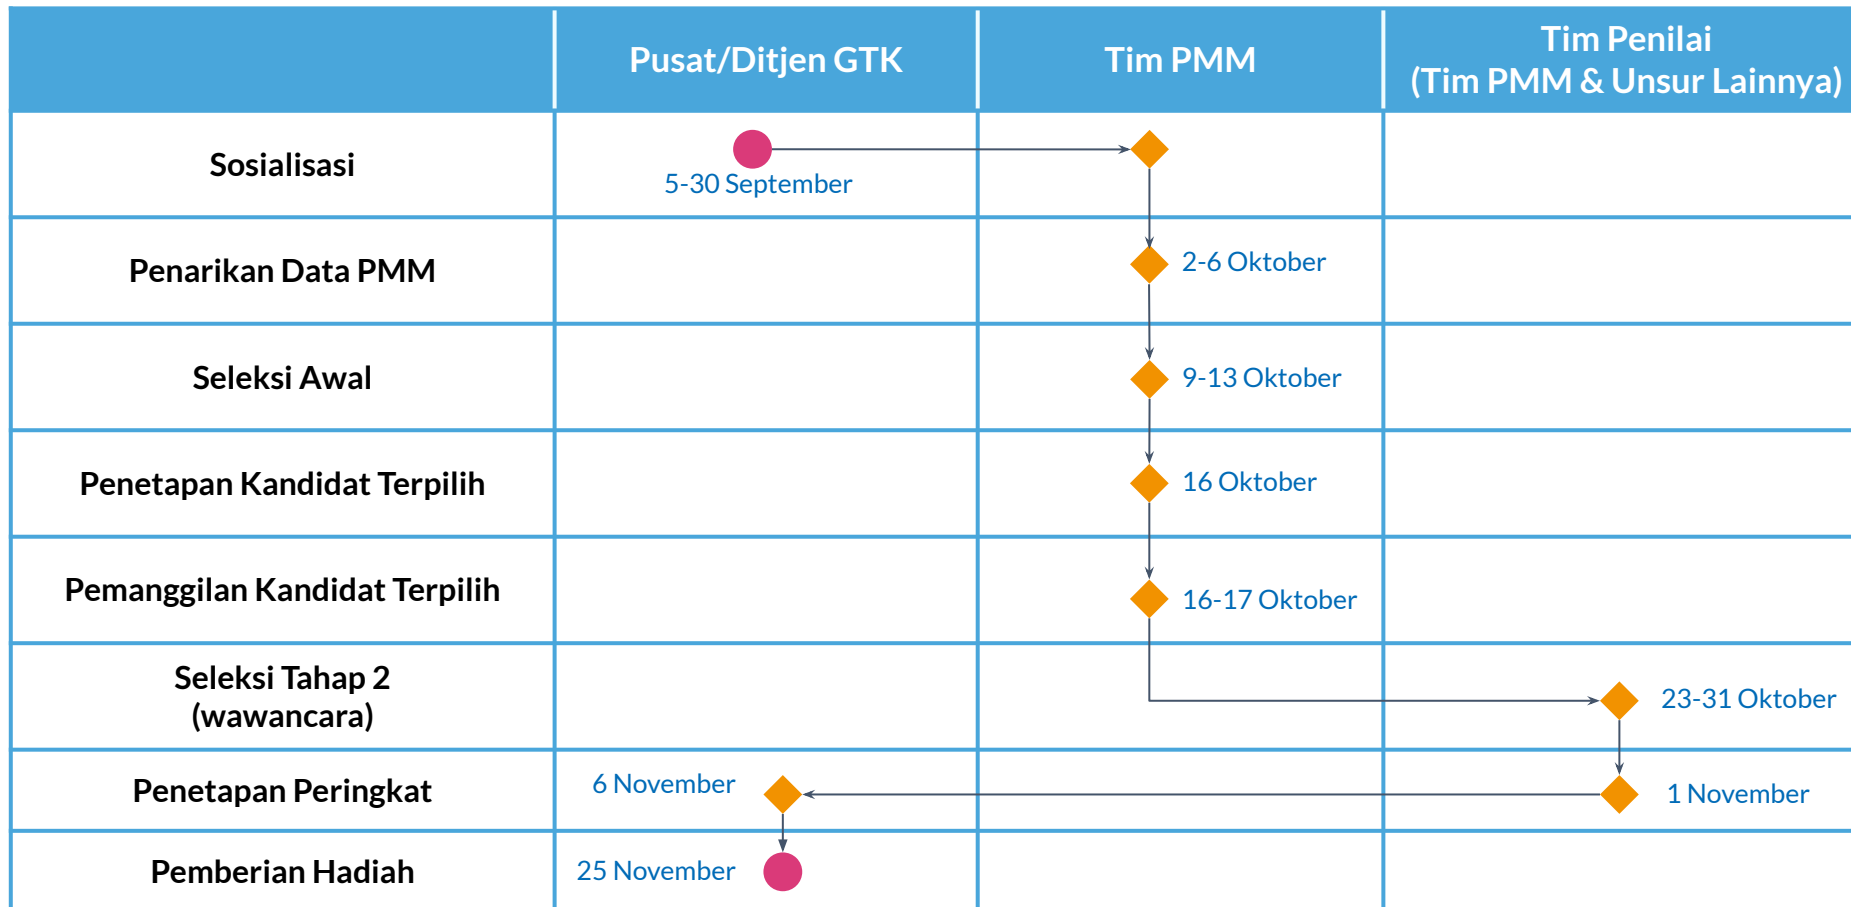 Pusat/Ditjen GTK
Tim PMM
Tim Penilai
(Tim PMM & Unsur Lainnya)
Sosialisasi
5-30 September
Penarikan Data PMM
2-6 Oktober
Seleksi Awal
9-13 Oktober
Penetapan Kandidat Terpilih
16 Oktober
Pemanggilan Kandidat Terpilih
16-17 Oktober
Seleksi Tahap 2
(wawancara)
23-31 Oktober
Penetapan Peringkat
6 November
1 November
Pemberian Hadiah
25 November